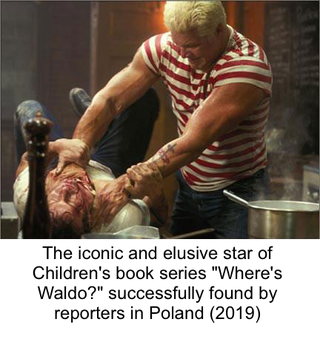 The iconic and elusive star of
Children's book series "Where's
Waldo?" successfully found by
reporters in Poland (2019)